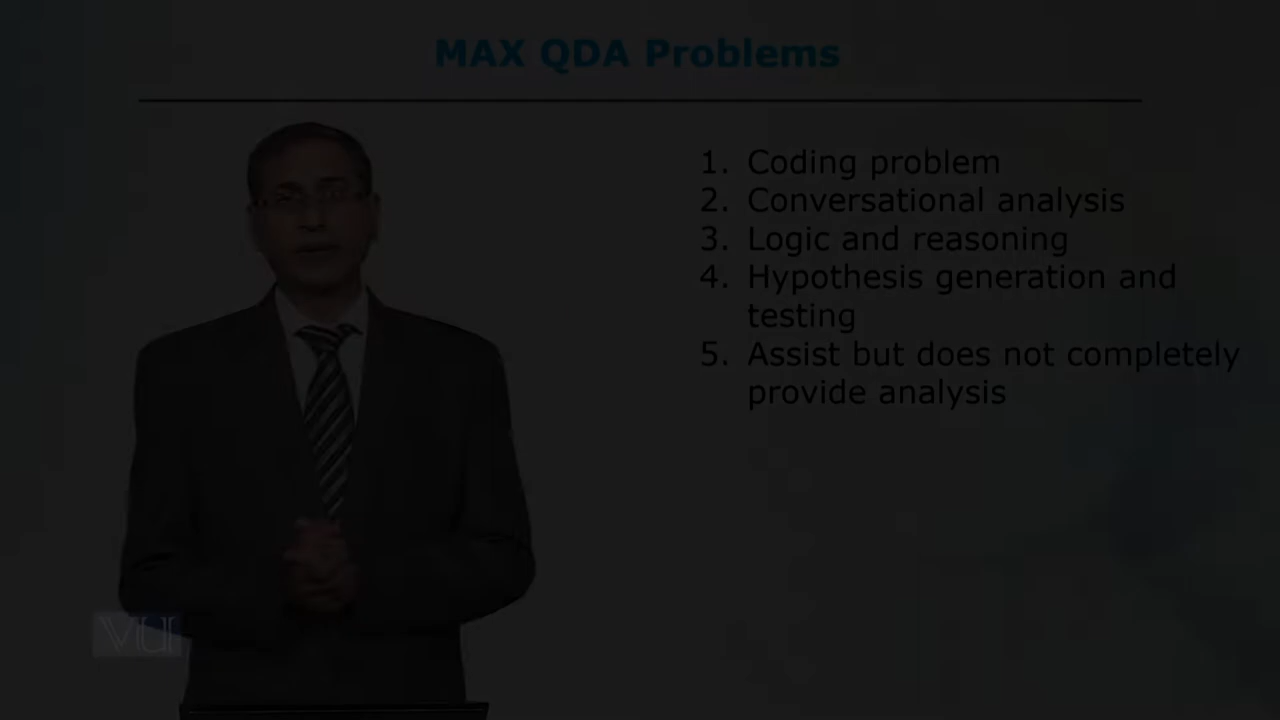 MAX QDA Problems
1. Coding problem
2. Conversational analysis
3. Logic and reasoning
4. Hypothesis generation and
testing
5. Assist but does not completely
provide analysis
VU